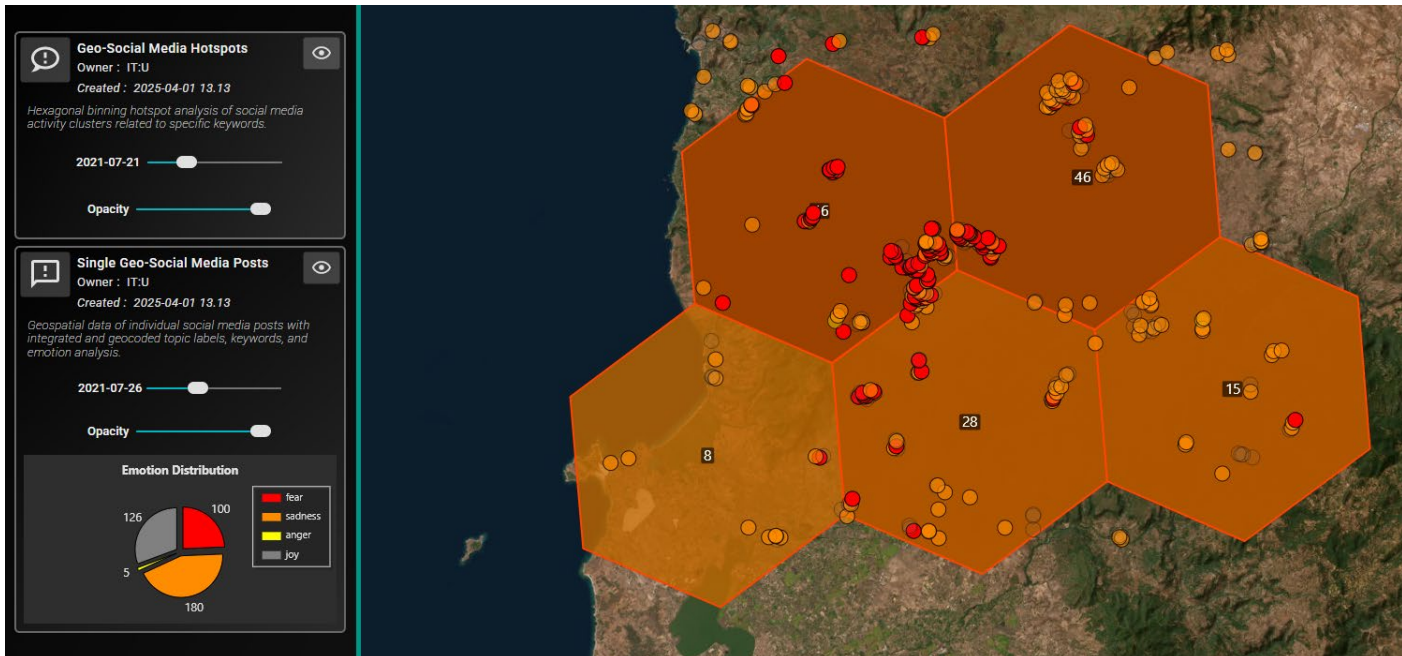 Geo-Social Media Hotspots
Owner : IT:U
Created : 2025-04-01 13.13
Hexagonal binning hotspot analysis of social media
activity clusters related to specific keywords.
2021-07-21
Opacity
Single Geo-Social Media Posts
Owner : IT:U
Created : 2025-04-01 13.13
Geospatial data of individual social media posts with
integrated and geocoded topic labels, keywords, and
emotion analysis.
2021-07-26
Opacity
Emotion Distribution
126
100
5
180
fear
sadness
anger
joy
46
15
28
8